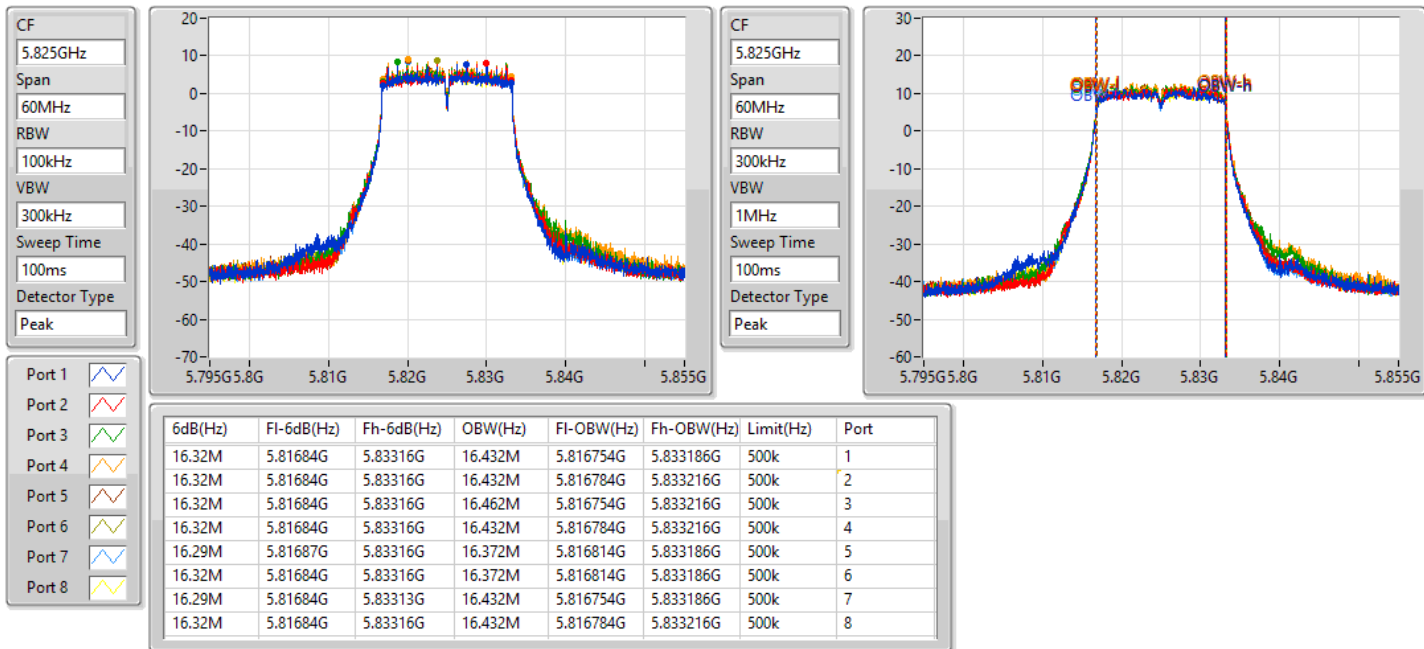 CF
5.825GHz
Span
60MHz
RBW
100kHz
VBW
300kHz
Sweep Time
100ms
Detector Type
Peak
20
10
0
-10
-20
-30
-40
-50
-60
-70
5.795G 5.8G 5.81G 5.82G 5.83G 5.84G 5.855G
CF
5.825GHz
Span
60MHz
RBW
300kHz
VBW
1MHz
Sweep Time
100ms
Detector Type
Peak
30
20
10
0
-10
-20
-30
-40
-50
-60
OBW-h
5.795G 5.8G 5.81G 5.82G 5.83G 5.84G 5.855G
Port 1
Port 2
Port 3
Port 4
Port 5
Port 6
Port 7
Port 8
6dB(Hz) Fl-6dB(Hz) Fh-6dB(Hz) OBW(Hz) Fl-OBW(Hz) Fh-OBW(Hz) Limit(Hz) Port
16.32M 5.81684G 5.83316G 16.432M 5.816754G 5.833186G 500k 1
16.32M 5.81684G 5.83316G 16.432M 5.816784G 5.833216G 500k 2
16.32M 5.81684G 5.83316G 16.462M 5.816754G 5.833216G 500k 3
16.32M 5.81684G 5.83316G 16.432M 5.816784G 5.833216G 500k 4
16.29M 5.81687G 5.83316G 16.372M 5.816814G 5.833186G 500k 5
16.32M 5.81684G 5.83316G 16.372M 5.816814G 5.833186G 500k 6
16.29M 5.81684G 5.83313G 16.432M 5.816754G 5.833186G 500k 7
16.32M 5.81684G 5.83316G 16.432M 5.816784G 5.833216G 500k 8